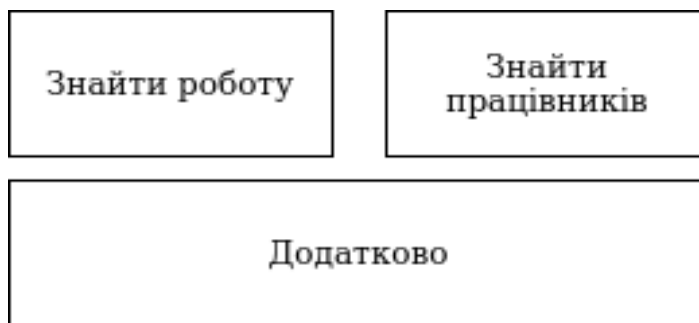 Знайти роботу
Знайти
працівників
Додатково